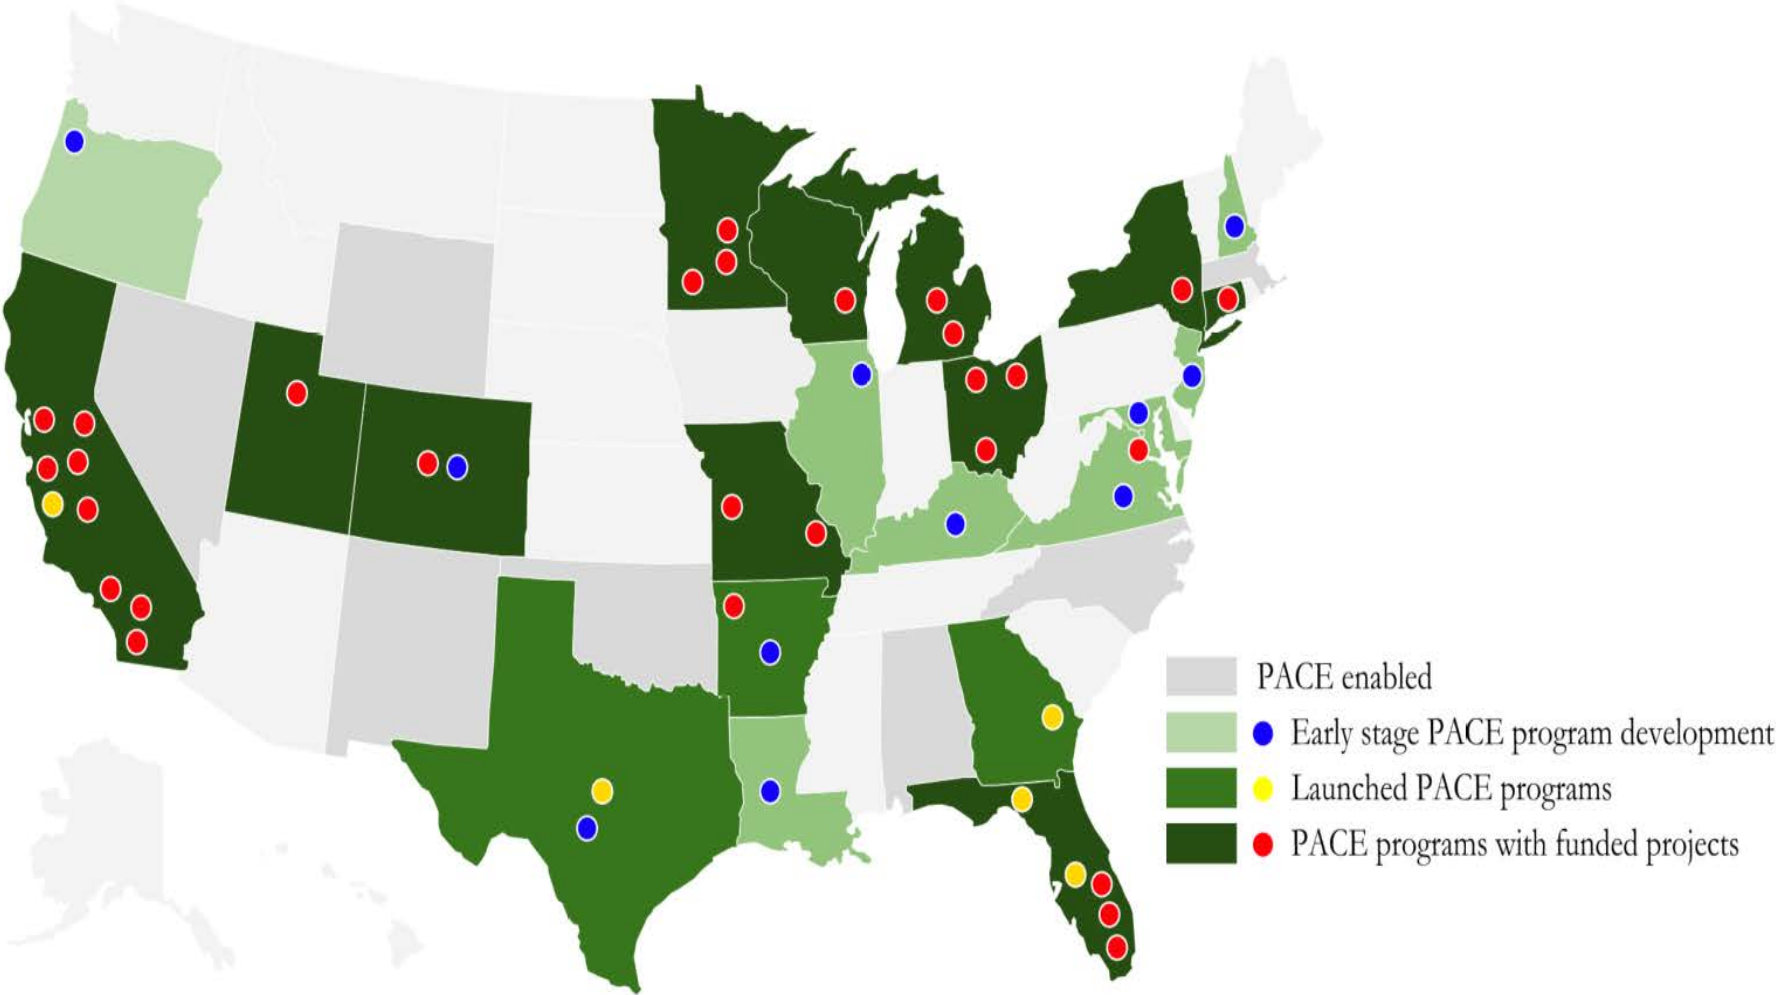 PACE enabled
Early stage PACE program development
Launched PACE programs
PACE programs with funded projects